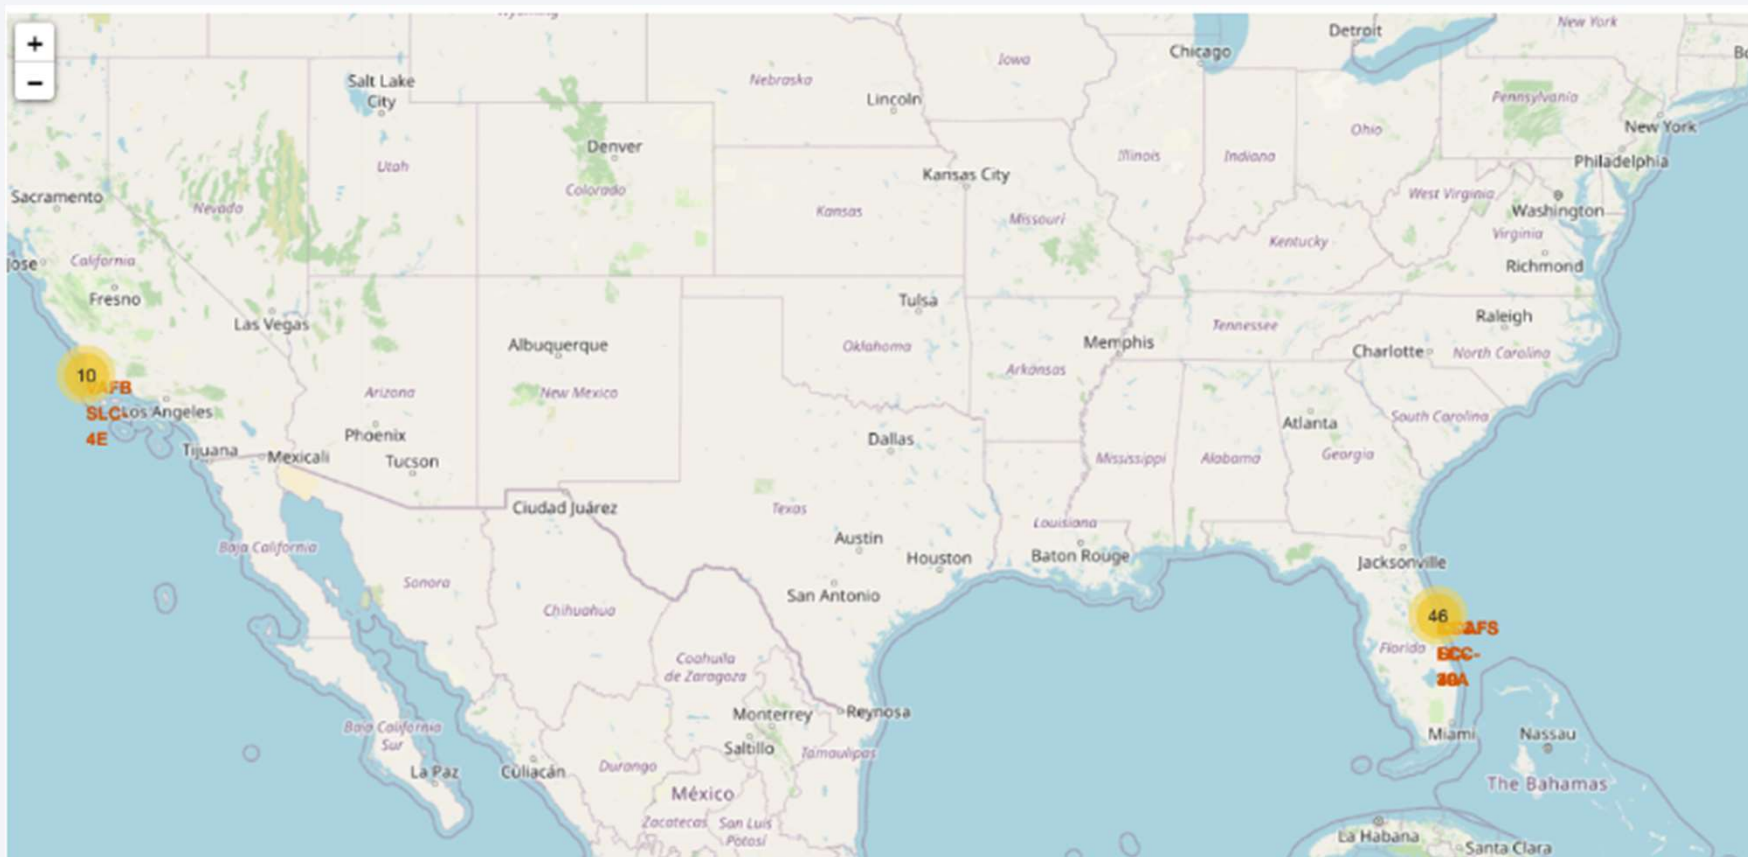 Wyoming
New York
Detroit
+
Chicago
Iowa
Salt Lake
City
Nebraska
−
Lincoln
Pennsylvania
Denver
Ohio
New York
Utah
Illinois
Indiana
Philadelphia
Kansas City
Colorado
Sacramento
West Virginia
Nevada
Kansas
Missouri
Washington
Virginia
Kentucky
California
Jose
Richmond
Fresno
Tulsa
Las Vegas
Raleigh
Tennessee
Albuquerque
Oklahoma
Memphis
Charlotte
North Carolina
10
VAFB
SLC-
4E
Arkansas
Arizona
New Mexico
Los Angeles
South Carolina
Atlanta
Phoenix
Dallas
Tijuana
Mexicali
Tucson
Mississippi
Alabama
Georgia
Ciudad Juárez
Texas
Louisiana
Austin
Baja California
Houston
Baton Rouge
Jacksonville
Sonora
San Antonio
Chihuahua
46
Florida
Coahuila
de Zaragoza
Monterrey
Reynosa
Baja California
Sur
Miami
Nassau
Saltillo
Tamaulipas
La Paz
Culiacán
Durango
The Bahamas
México
Zacatecas
San Luis
Potosí
La Habana
Santa Clara